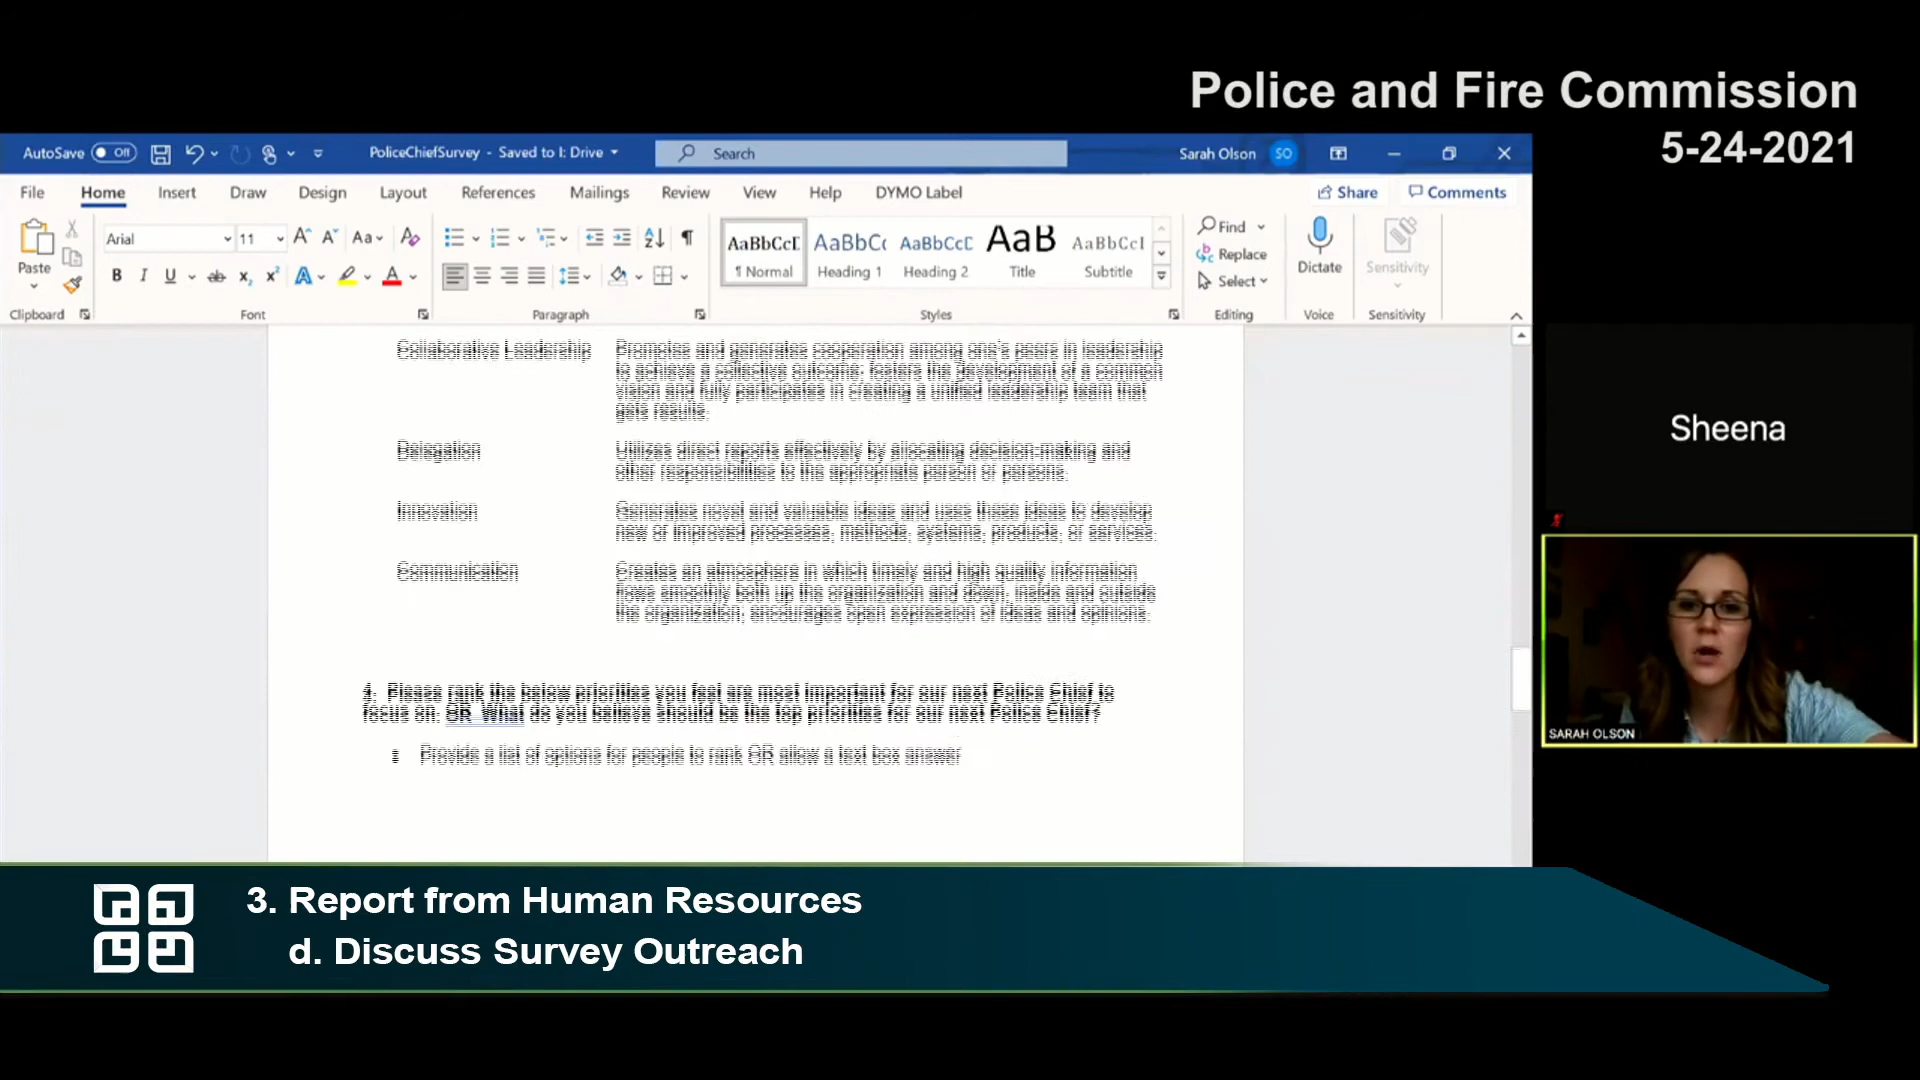 Police and Fire Commission
5-24-2021
AutoSave Off PoliceChiefSurvey - Saved to I: Drive Search Sarah Olson SO
File Home Insert Draw Design Layout References Mailings Review View Help DYMO Label Share Comments
Paste
Clipboard
Arial 11
Font
Paragraph
AaBbCcD AaBbCc AaBbCcD AaB AaBbCcI
¶ Normal Heading 1 Heading 2 Title Subtitle
Styles
Find
Replace
Select
Editing
Dictate
Voice
Sensitivity
Sensitivity
Collaborative Leadership Promotes and generates cooperation among one's peers in leadership
to achieve a collective outcome; fosters the development of a common
vision and fully participates in creating a unified leadership team that
gets results.
Delegation Utilizes direct reports effectively by allocating decision-making and
other responsibilities to the appropriate person or persons.
Innovation Generates novel and valuable ideas and uses these ideas to develop
new or improved processes, methods, systems, products, or services.
Communication Creates an atmosphere in which timely and high quality information
flows smoothly both up the organization and down, inside and outside
the organization; encourages open expression of ideas and opinions.
4. Please rank the below priorities you feel are most important for our next Police Chief to
focus on. OR What do you believe should be the top priorities for our next Police Chief?
Provide a list of options for people to rank OR allow a text box answer
Sheena
SARAH OLSON
3. Report from Human Resources
d. Discuss Survey Outreach